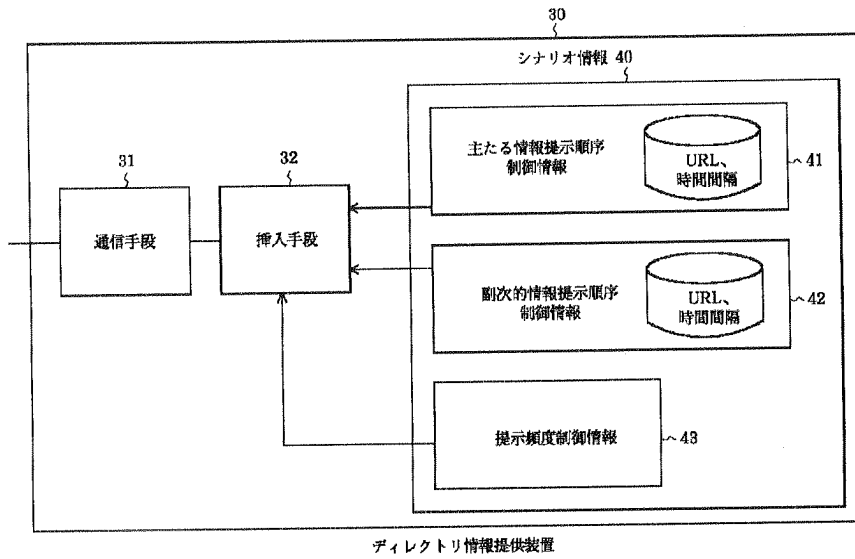 30
シナリオ情報 40
31
32
主たる情報提示順序
制御情報
URL、
時間間隔
41
通信手段
挿入手段
副次的情報提示順序
制御情報
URL、
時間間隔
42
提示頻度制御情報
43
ディレクトリ情報提供装置